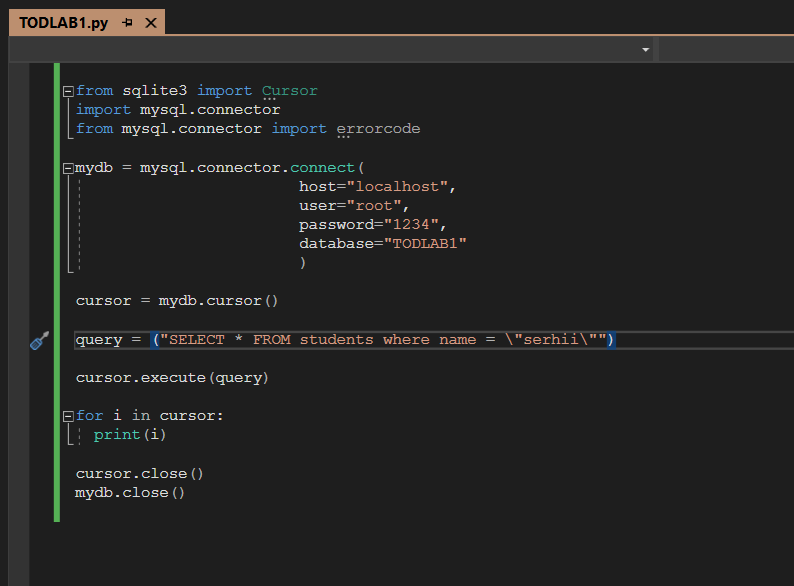 TODLAB1.py
from sqlite3 import Cursor
import mysql.connector
from mysql.connector import errorcode
mydb = mysql.connector.connect(
host="localhost",
user="root",
password="1234",
database="TODLAB1"
)
cursor = mydb.cursor()
query = ("SELECT * FROM students where name = \"serhii\"")
cursor.execute(query)
for i in cursor:
print(i)
cursor.close()
mydb.close()